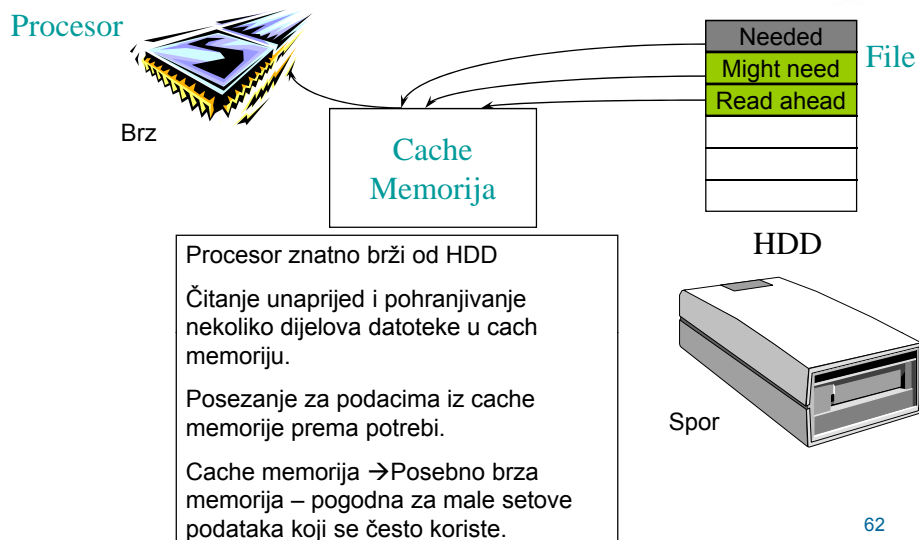 Procesor
Brz
Needed
Might need
Read ahead
File
Cache
Memorija
HDD
Spor
Procesor znatno brži od HDD
Čitanje unaprijed i pohranjivanje
nekoliko dijelova datoteke u cach
memoriju.
Posezanje za podacima iz cache
memorije prema potrebi.
Cache memorija →Posebno brza
memorija – pogodna za male setove
podataka koji se često koriste.
62